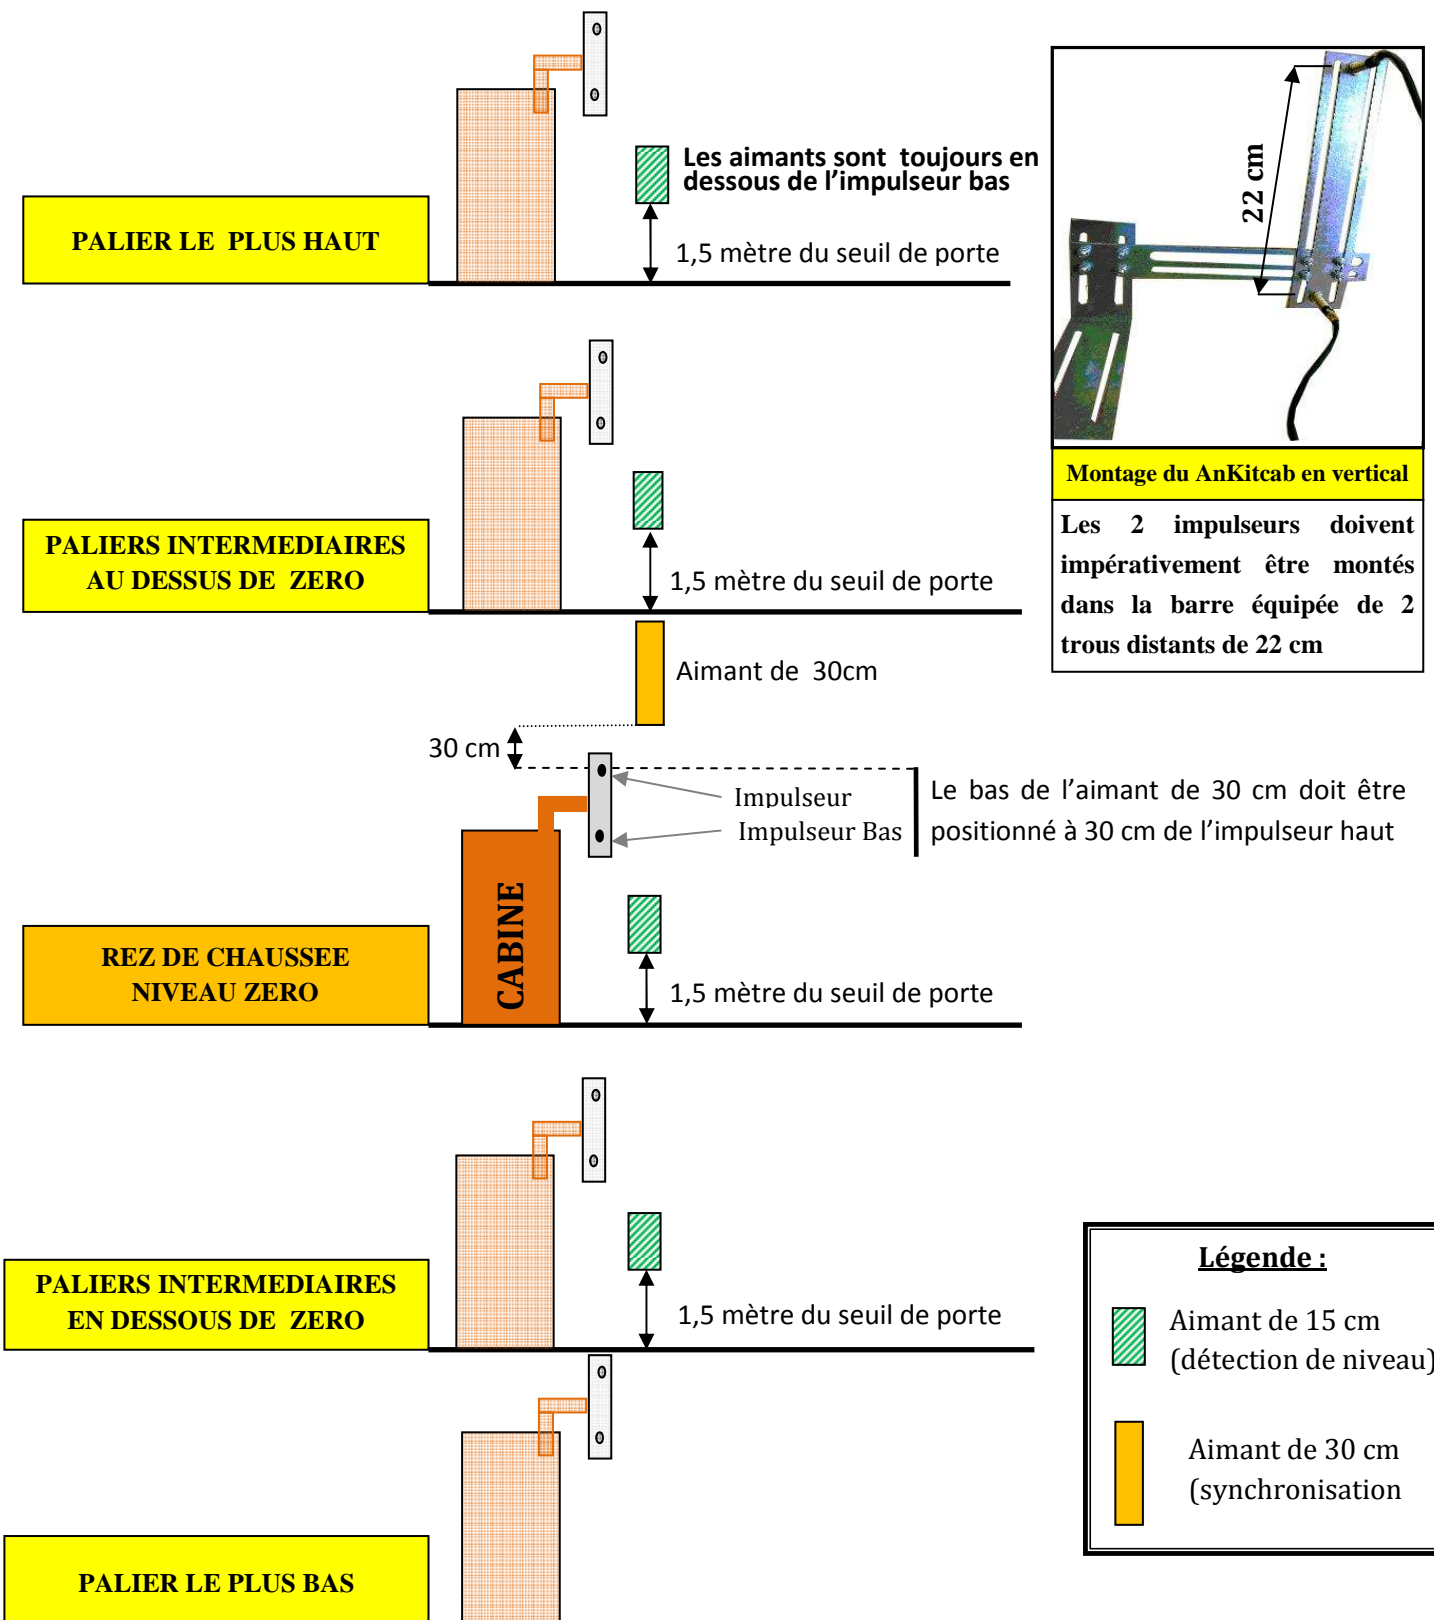 Les aimants sont toujours en
dessous de l'impulseur bas
PALIER LE PLUS HAUT
1,5 mètre du seuil de porte
22 cm
Montage du AnKitcab en vertical
Les 2 impulseurs doivent
impérativement être montés
dans la barre équipée de 2
trous distants de 22 cm
PALIERS INTERMEDIAIRES
AU DESSUS DE ZERO
1,5 mètre du seuil de porte
Aimant de 30cm
30 cm
Impulseur
Impulseur Bas
Le bas de l'aimant de 30 cm doit être
positionné à 30 cm de l'impulseur haut
CABINE
REZ DE CHAUSSEE
NIVEAU ZERO
1,5 mètre du seuil de porte
PALIERS INTERMEDIAIRES
EN DESSOUS DE ZERO
1,5 mètre du seuil de porte
Légende :
Aimant de 15 cm
(détection de niveau)
Aimant de 30 cm
(synchronisation
PALIER LE PLUS BAS